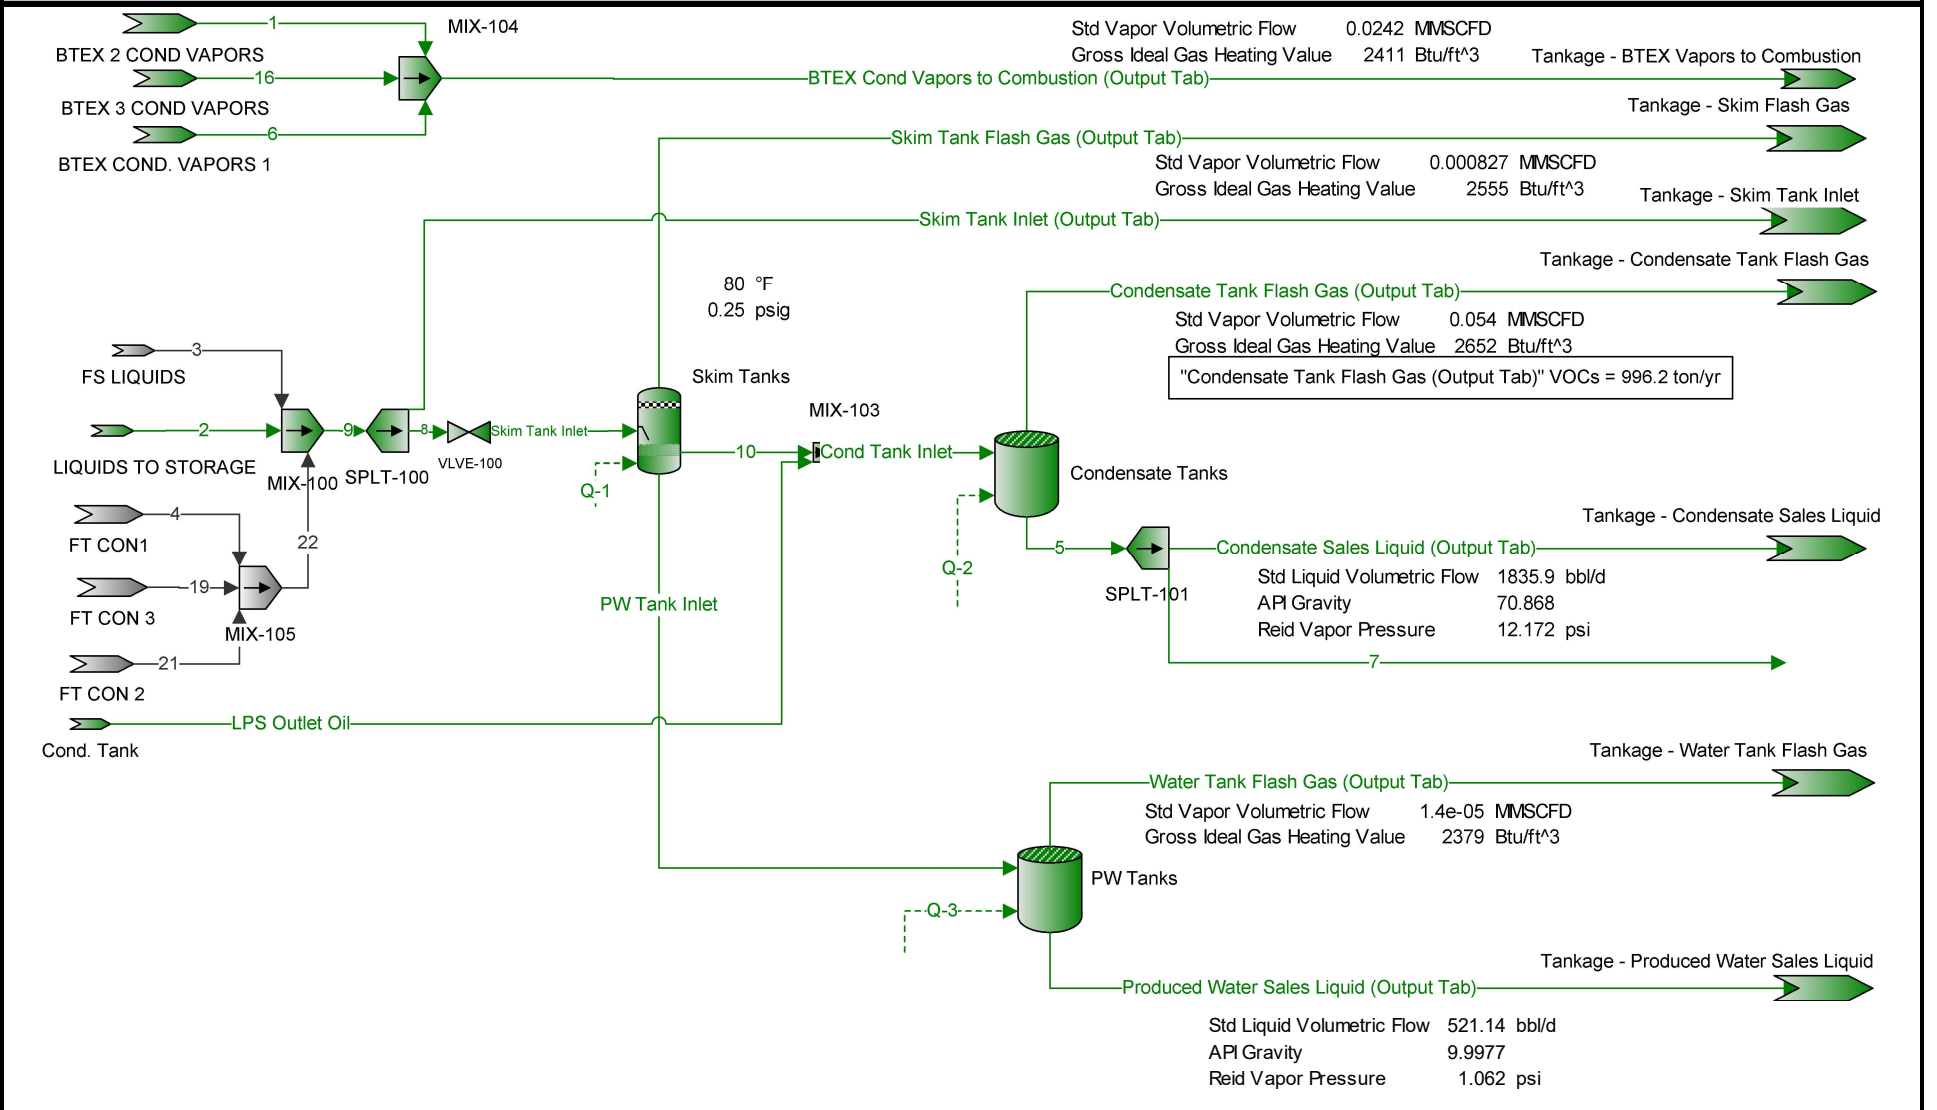 1
MIX-104
BTEX 2 COND VAPORS
16
BTEX 3 COND VAPORS
6
BTEX COND. VAPORS 1
Std Vapor Volumetric Flow 0.0242 MMSCFD
Gross Ideal Gas Heating Value 2411 Btu/ft^3
Tankage - BTEX Vapors to Combustion
BTEX Cond Vapors to Combustion (Output Tab)
Tankage - Skim Flash Gas
Skim Tank Flash Gas (Output Tab)
Std Vapor Volumetric Flow 0.000827 MMSCFD
Gross Ideal Gas Heating Value 2555 Btu/ft^3
Tankage - Skim Tank Inlet
Skim Tank Inlet (Output Tab)
Tankage - Condensate Tank Flash Gas
80 °F
0.25 psig
Condensate Tank Flash Gas (Output Tab)
Std Vapor Volumetric Flow 0.054 MMSCFD
Gross Ideal Gas Heating Value 2652 Btu/ft^3
"Condensate Tank Flash Gas (Output Tab)" VOCs = 996.2 ton/yr
3
FS LIQUIDS
Skim Tanks
MIX-103
2
9
8
Skim Tank Inlet
10
Cond Tank Inlet
LIQUIDS TO STORAGE
MIX-100
SPLT-100
VLVE-100
Q-1
Condensate Tanks
4
FT CON1
22
Q-2
5
SPLT-101
Tankage - Condensate Sales Liquid
Condensate Sales Liquid (Output Tab)
Std Liquid Volumetric Flow 1835.9 bbl/d
API Gravity 70.868
Reid Vapor Pressure 12.172 psi
7
19
FT CON 3
PW Tank Inlet
MIX-105
21
FT CON 2
LPS Outlet Oil
Cond. Tank
Tankage - Water Tank Flash Gas
Water Tank Flash Gas (Output Tab)
Std Vapor Volumetric Flow 1.4e-05 MMSCFD
Gross Ideal Gas Heating Value 2379 Btu/ft^3
PW Tanks
Q-3
Tankage - Produced Water Sales Liquid
Produced Water Sales Liquid (Output Tab)
Std Liquid Volumetric Flow 521.14 bbl/d
API Gravity 9.9977
Reid Vapor Pressure 1.062 psi